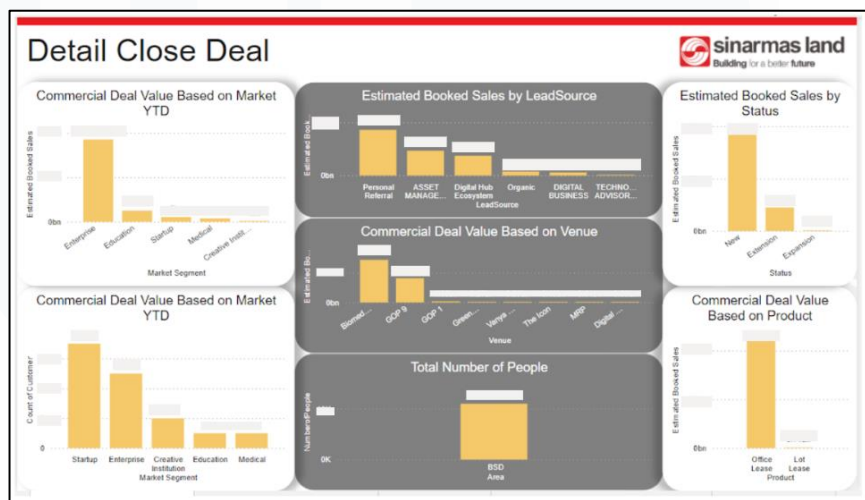 Detail Close Deal
sinarmas land
Building for a better future
Commercial Deal Value Based on Market
YTD
Estimated Booked Sales
0bn
Enterprise
Education
Startup
Medical
Creative Instit...
Market Segment
Estimated Booked Sales by LeadSource
Estimated Book...
0bn
Personal
Referral
ASSET
MANAGE...
Digital Hub
Ecosystem
Organic
DIGITAL
BUSINESS
TECHNO...
ADVISOR...
LeadSource
Estimated Booked Sales by
Status
Estimated Booked Sales
0bn
New
Extension
Expansion
Status
Commercial Deal Value Based on Venue
Estimated Bo...
0bn
Biomed...
GOP 9
GOP 1
Green...
Vanya ...
The Icon
MRP
Digital ...
Venue
Commercial Deal Value Based on Market
YTD
Count of Customer
0
Startup
Enterprise
Creative
Institution
Education
Medical
Market Segment
Total Number of People
Numbers/People
0K
BSD
Area
Commercial Deal Value
Based on Product
Estimated Booked Sales
0bn
Office
Lease
Lot
Lease
Product